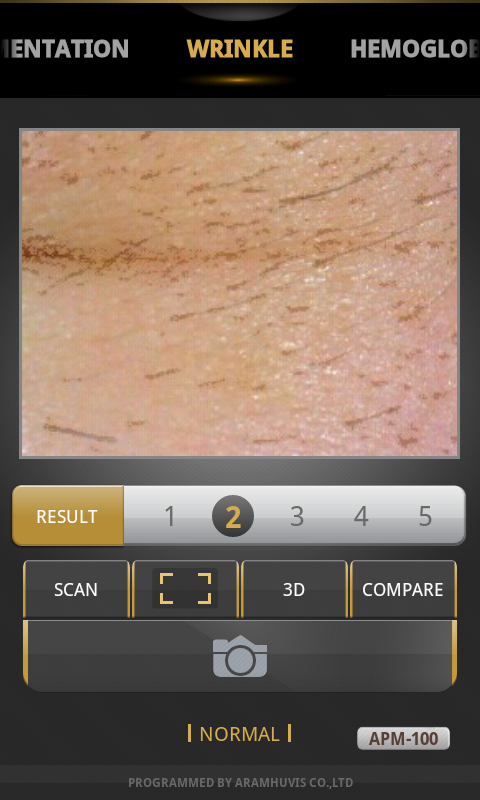 MENTATION WRINKLE HEMOGLOB
RESULT 1 2 3 4 5
SCAN 3D COMPARE
NORMAL
APM-100
PROGRAMMED BY ARAMHUVIS CO.,LTD